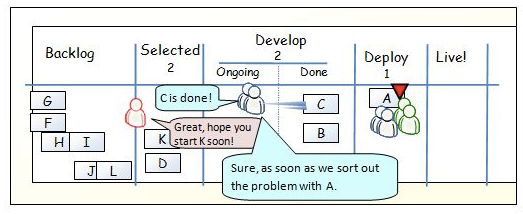 Backlog
Selected
2
Develop
2
Ongoing
Done
Deploy
1
Live!
G
F
H I
J L
C is done!
Great, hope you
start K soon!
K
D
C
B
A
Sure, as soon as we sort out
the problem with A.